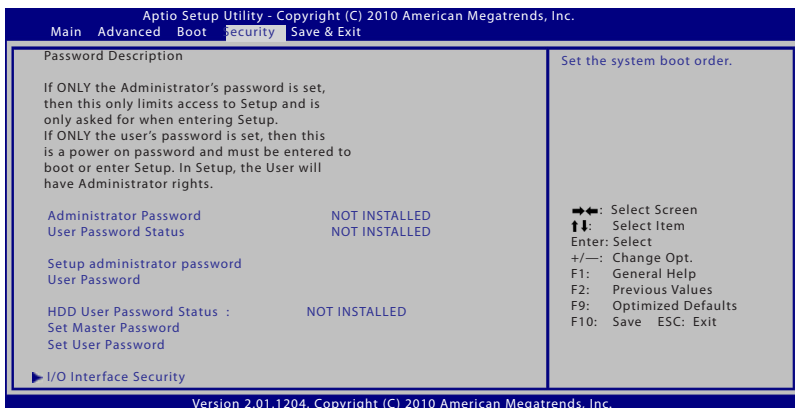 Aptio Setup Utility - Copyright (C) 2010 American Megatrends, Inc.
Main Advanced Boot Security Save & Exit
Password Description
If ONLY the Administrator's password is set,
then this only limits access to Setup and is
only asked for when entering Setup.
If ONLY the user's password is set, then this
is a power on password and must be entered to
boot or enter Setup. In Setup, the User will
have Administrator rights.
Administrator Password NOT INSTALLED
User Password Status NOT INSTALLED
Setup administrator password
User Password
HDD User Password Status : NOT INSTALLED
Set Master Password
Set User Password
I/O Interface Security
Set the system boot order.
→←: Select Screen
↑↓: Select Item
Enter: Select
+/—: Change Opt.
F1: General Help
F2: Previous Values
F9: Optimized Defaults
F10: Save ESC: Exit
Version 2.01.1204. Copyright (C) 2010 American Megatrends, Inc.